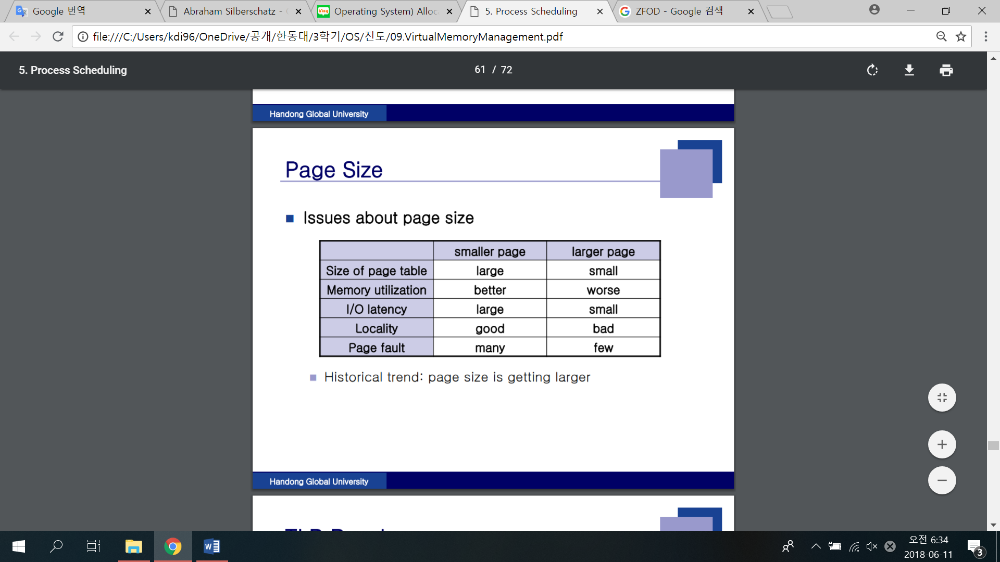 Google 번역
Abraham Silberschatz -
Operating System) Alloc
5. Process Scheduling
ZFOD - Google 검색
file:///C:/Users/kdi96/OneDrive/공개/한동대/3학기/OS/진도/09.VirtualMemoryManagement.pdf
5. Process Scheduling
61 / 72
Handong Global University
Page Size
Issues about page size
smaller page larger page
Size of page table large small
Memory utilization better worse
I/O latency large small
Locality good bad
Page fault many few
Historical trend: page size is getting larger
Handong Global University
오전 6:34
2018-06-11
3